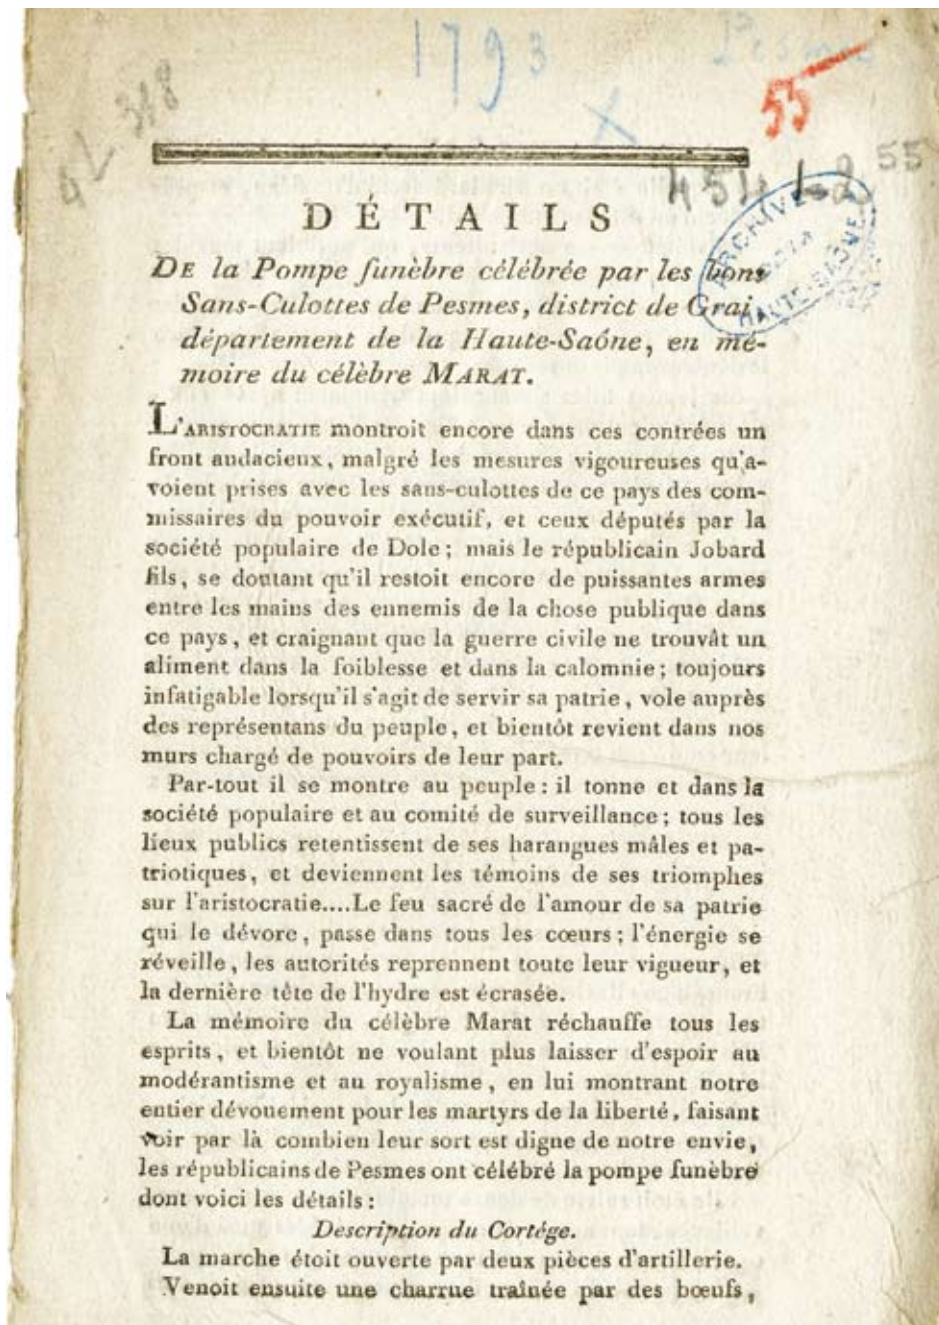 1793 Pesmes
4L 348
X
55
454 L 2 55
ARCHIVES
HAUTE-SAÔNE
DÉTAILS
DE la Pompe funèbre célébrée par les bons
Sans-Culottes de Pesmes, district de Grai,
département de la Haute-Saône, en mé-
moire du célèbre MARAT.
L'ARISTOCRATIE montroit encore dans ces contrées un
front audacieux, malgré les mesures vigoureuses qu'a-
voient prises avec les sans-culottes de ce pays des com-
missaires du pouvoir exécutif, et ceux députés par la
société populaire de Dole; mais le républicain Jobard
fils, se doutant qu'il restoit encore de puissantes armes
entre les mains des ennemis de la chose publique dans
ce pays, et craignant que la guerre civile ne trouvât un
aliment dans la foiblesse et dans la calomnie; toujours
infatigable lorsqu'il s'agit de servir sa patrie, vole auprès
des représentans du peuple, et bientôt revient dans nos
murs chargé de pouvoirs de leur part.
Par-tout il se montre au peuple: il tonne et dans la
société populaire et au comité de surveillance; tous les
lieux publics retentissent de ses harangues mâles et pa-
triotiques, et deviennent les témoins de ses triomphes
sur l'aristocratie....Le feu sacré de l'amour de sa patrie
qui le dévore, passe dans tous les cœurs; l'énergie se
réveille, les autorités reprennent toute leur vigueur, et
la dernière tête de l'hydre est écrasée.
La mémoire du célèbre Marat réchauffe tous les
esprits, et bientôt ne voulant plus laisser d'espoir au
modérantisme et au royalisme, en lui montrant notre
entier dévouement pour les martyrs de la liberté, faisant
voir par là combien leur sort est digne de notre envie,
les républicains de Pesmes ont célébré la pompe funèbre
dont voici les détails:
Description du Cortége.
La marche étoit ouverte par deux pièces d'artillerie.
Venoit ensuite une charrue traînée par des bœufs,